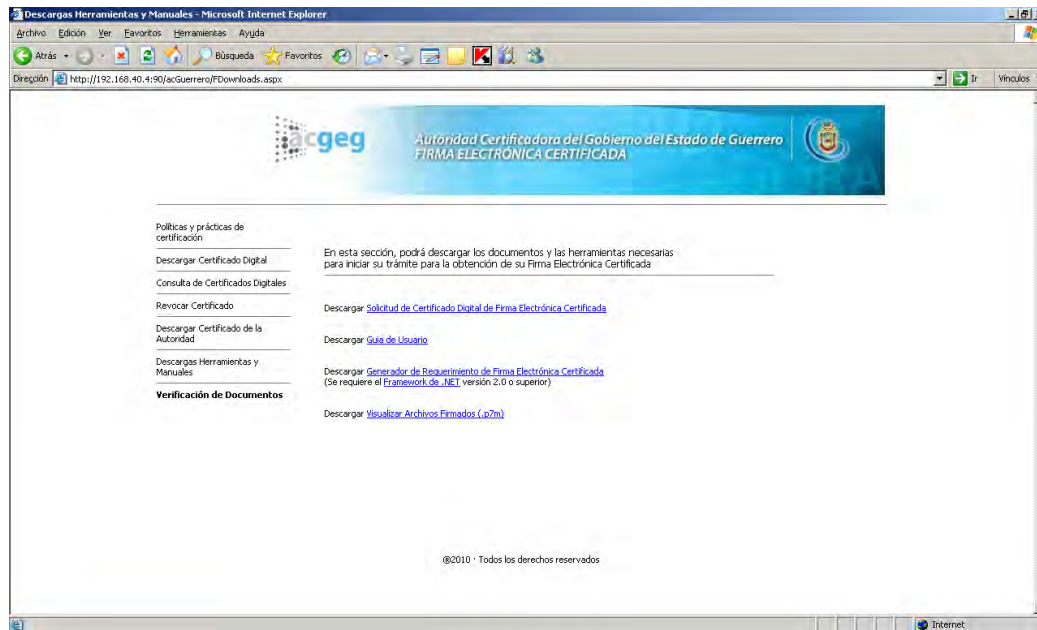 Descargas Herramientas y Manuales - Microsoft Internet Explorer
Archivo Edición Ver Favoritos Herramientas Ayuda
Atrás Búsqueda Favoritos
Dirección http://192.168.40.4:90/acGuerrero/FDownloads.aspx Ir Vínculos
acgeg
Autoridad Certificadora del Gobierno del Estado de Guerrero
FIRMA ELECTRÓNICA CERTIFICADA
Políticas y prácticas de
certificación
Descargar Certificado Digital
Consulta de Certificados Digitales
Revocar Certificado
Descargar Certificado de la
Autoridad
Descargas Herramientas y
Manuales
Verificación de Documentos
En esta sección, podrá descargar los documentos y las herramientas necesarias
para iniciar su trámite para la obtención de su Firma Electrónica Certificada
Descargar Solicitud de Certificado Digital de Firma Electrónica Certificada
Descargar Guia de Usuario
Descargar Generador de Requerimiento de Firma Electrónica Certificada
(Se requiere el Framework de .NET versión 2.0 o superior)
Descargar Visualizar Archivos Firmados (.p7m)
®2010 · Todos los derechos reservados
Internet